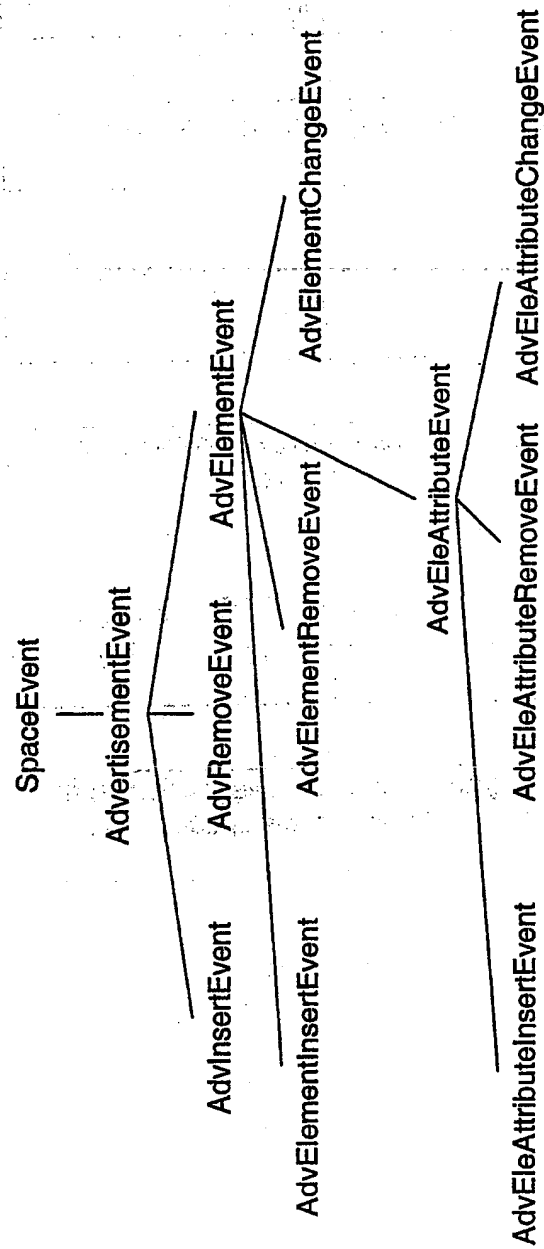 SpaceEvent
AdvertisementEvent
AdvInsertEvent AdvRemoveEvent AdvElementEvent
AdvElementInsertEvent AdvElementRemoveEvent AdvElementChangeEvent
AdvEleAttributeEvent
AdvEleAttributeInsertEvent AdvEleAttributeRemoveEvent AdvEleAttributeChangeEvent